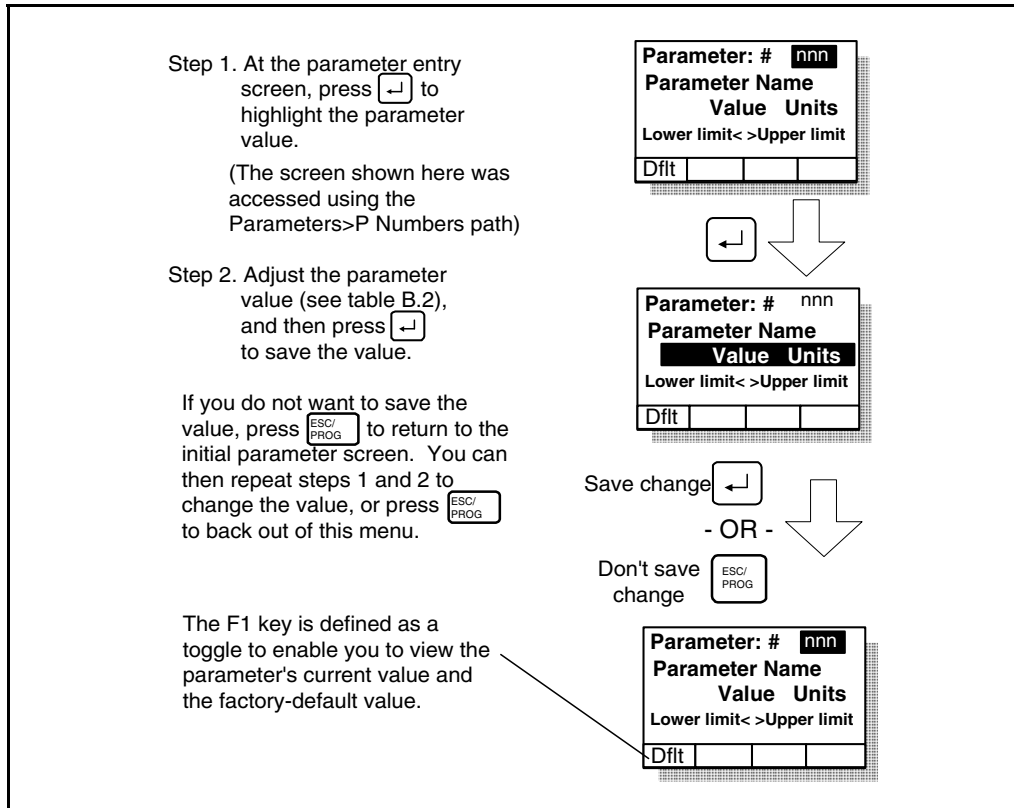 Step 1. At the parameter entry
screen, press ↵ to
highlight the parameter
value.
(The screen shown here was
accessed using the
Parameters>P Numbers path)
Parameter: # nnn
Parameter Name
Value Units
Lower limit< >Upper limit
Dflt
↵
Step 2. Adjust the parameter
value (see table B.2),
and then press ↵
to save the value.
If you do not want to save the
value, press ESC/PROG to return to the
initial parameter screen. You can
then repeat steps 1 and 2 to
change the value, or press ESC/PROG
to back out of this menu.
Parameter: # nnn
Parameter Name
Value Units
Lower limit< >Upper limit
Dflt
Save change ↵
- OR -
Don't save
change
ESC/
PROG
The F1 key is defined as a
toggle to enable you to view the
parameter's current value and
the factory-default value.
Parameter: # nnn
Parameter Name
Value Units
Lower limit< >Upper limit
Dflt